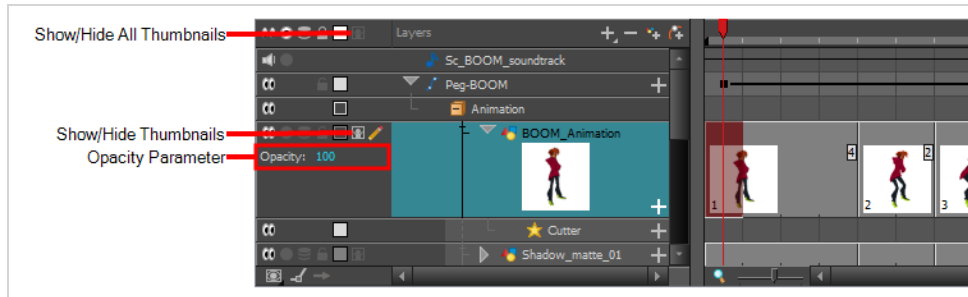 Show/Hide All Thumbnails
Layers
Sc_BOOM_soundtrack
Peg-BOOM
Animation
Show/Hide Thumbnails
BOOM_Animation
Opacity Parameter
Opacity: 100
4
2
1
2
3
Cutter
Shadow_matte_01